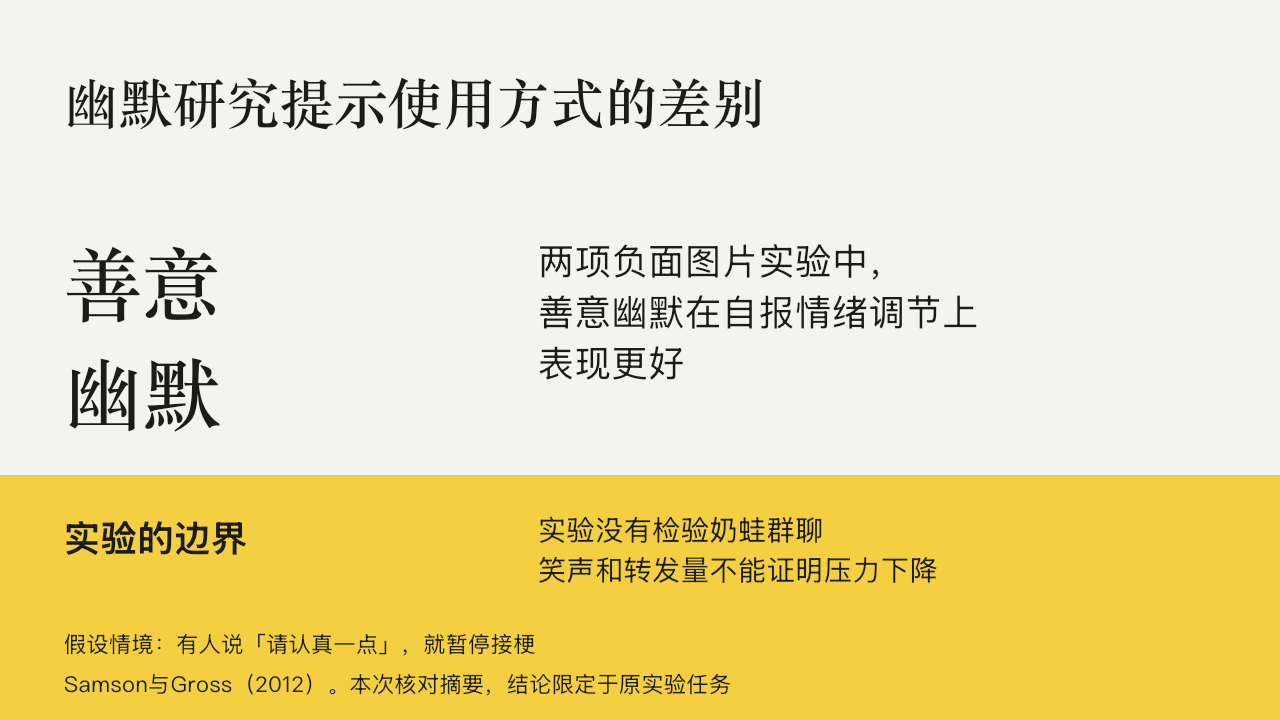 幽默研究提示使用方式的差别
善意
幽默
两项负面图片实验中，
善意幽默在自报情绪调节上
表现更好
实验的边界
实验没有检验奶蛙群聊
笑声和转发量不能证明压力下降
假设情境：有人说「请认真一点」，就暂停接梗
Samson与Gross（2012）。本次核对摘要，结论限定于原实验任务